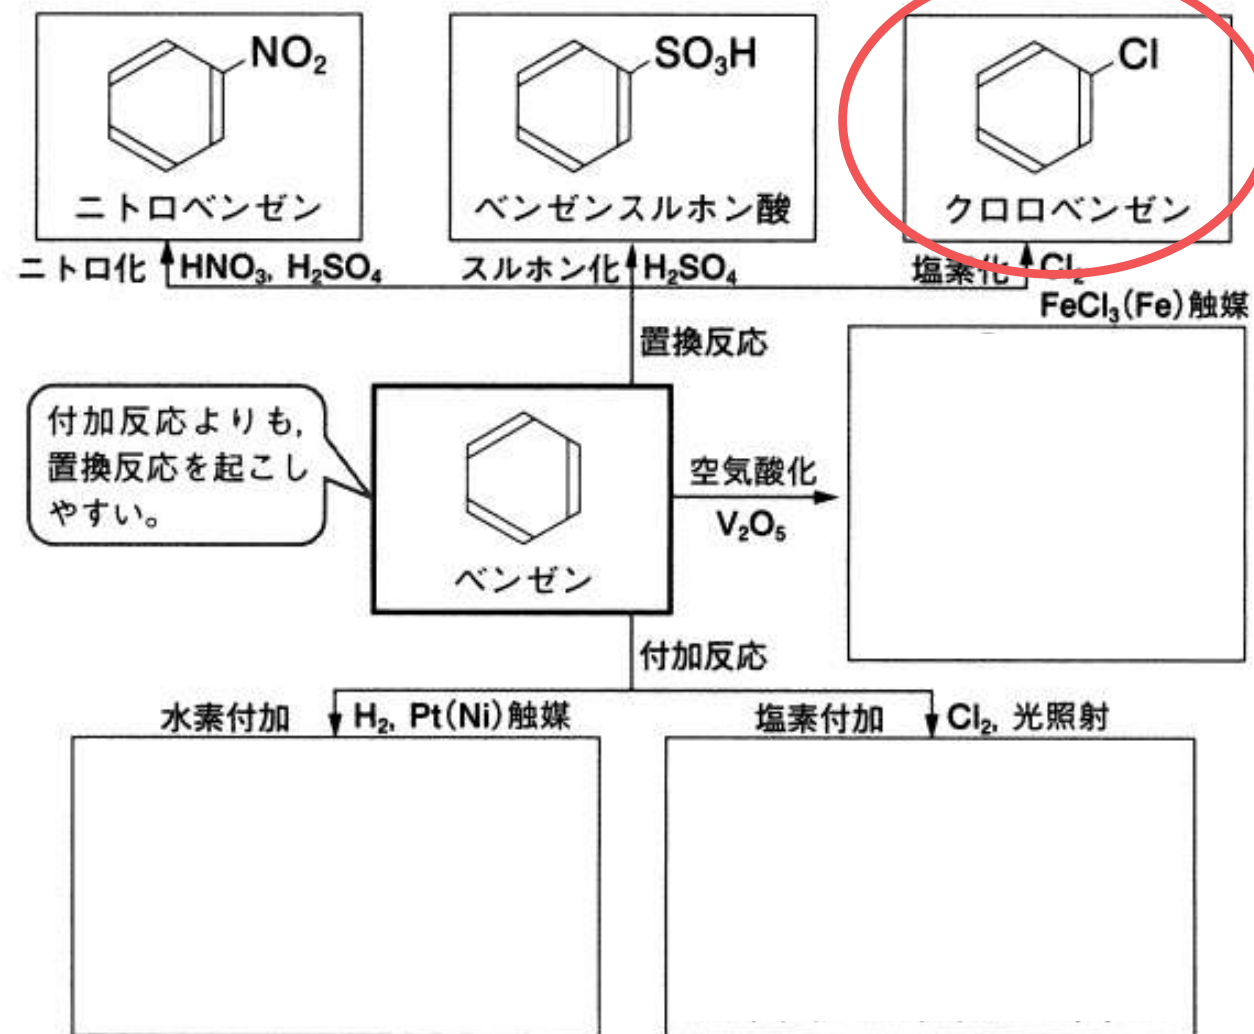 NO₂
SO₃H
Cl
ニトロベンゼン
ベンゼンスルホン酸
クロロベンゼン
ニトロ化 HNO₃, H₂SO₄
スルホン化 H₂SO₄
塩素化 Cl₂
FeCl₃(Fe)触媒
置換反応
付加反応よりも,
置換反応を起こし
やすい。
ベンゼン
空気酸化
V₂O₅
付加反応
水素付加 H₂, Pt(Ni)触媒
塩素付加 Cl₂, 光照射